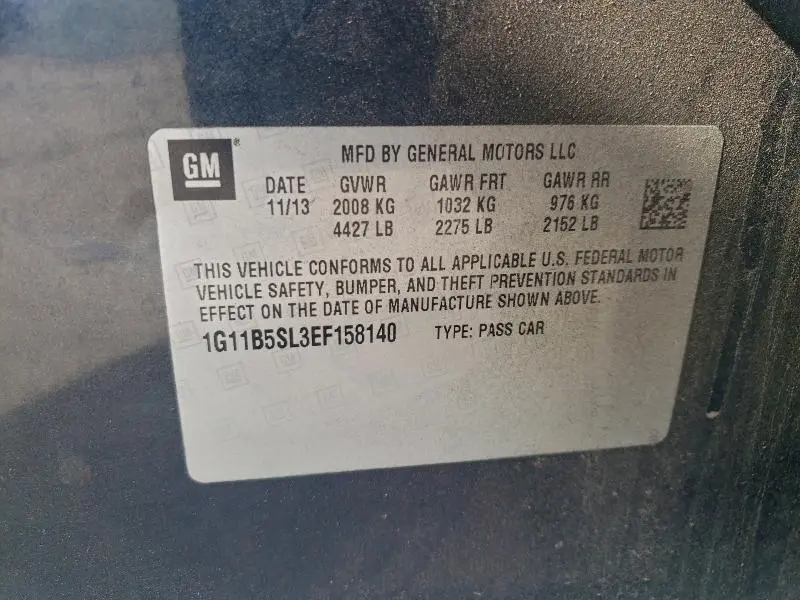 GM®
MFD BY GENERAL MOTORS LLC
DATE GVWR GAWR FRT GAWR RR
11/13 2008 KG 1032 KG 976 KG
4427 LB 2275 LB 2152 LB
THIS VEHICLE CONFORMS TO ALL APPLICABLE U.S. FEDERAL MOTOR
VEHICLE SAFETY, BUMPER, AND THEFT PREVENTION STANDARDS IN
EFFECT ON THE DATE OF MANUFACTURE SHOWN ABOVE.
1G11B5SL3EF158140 TYPE: PASS CAR